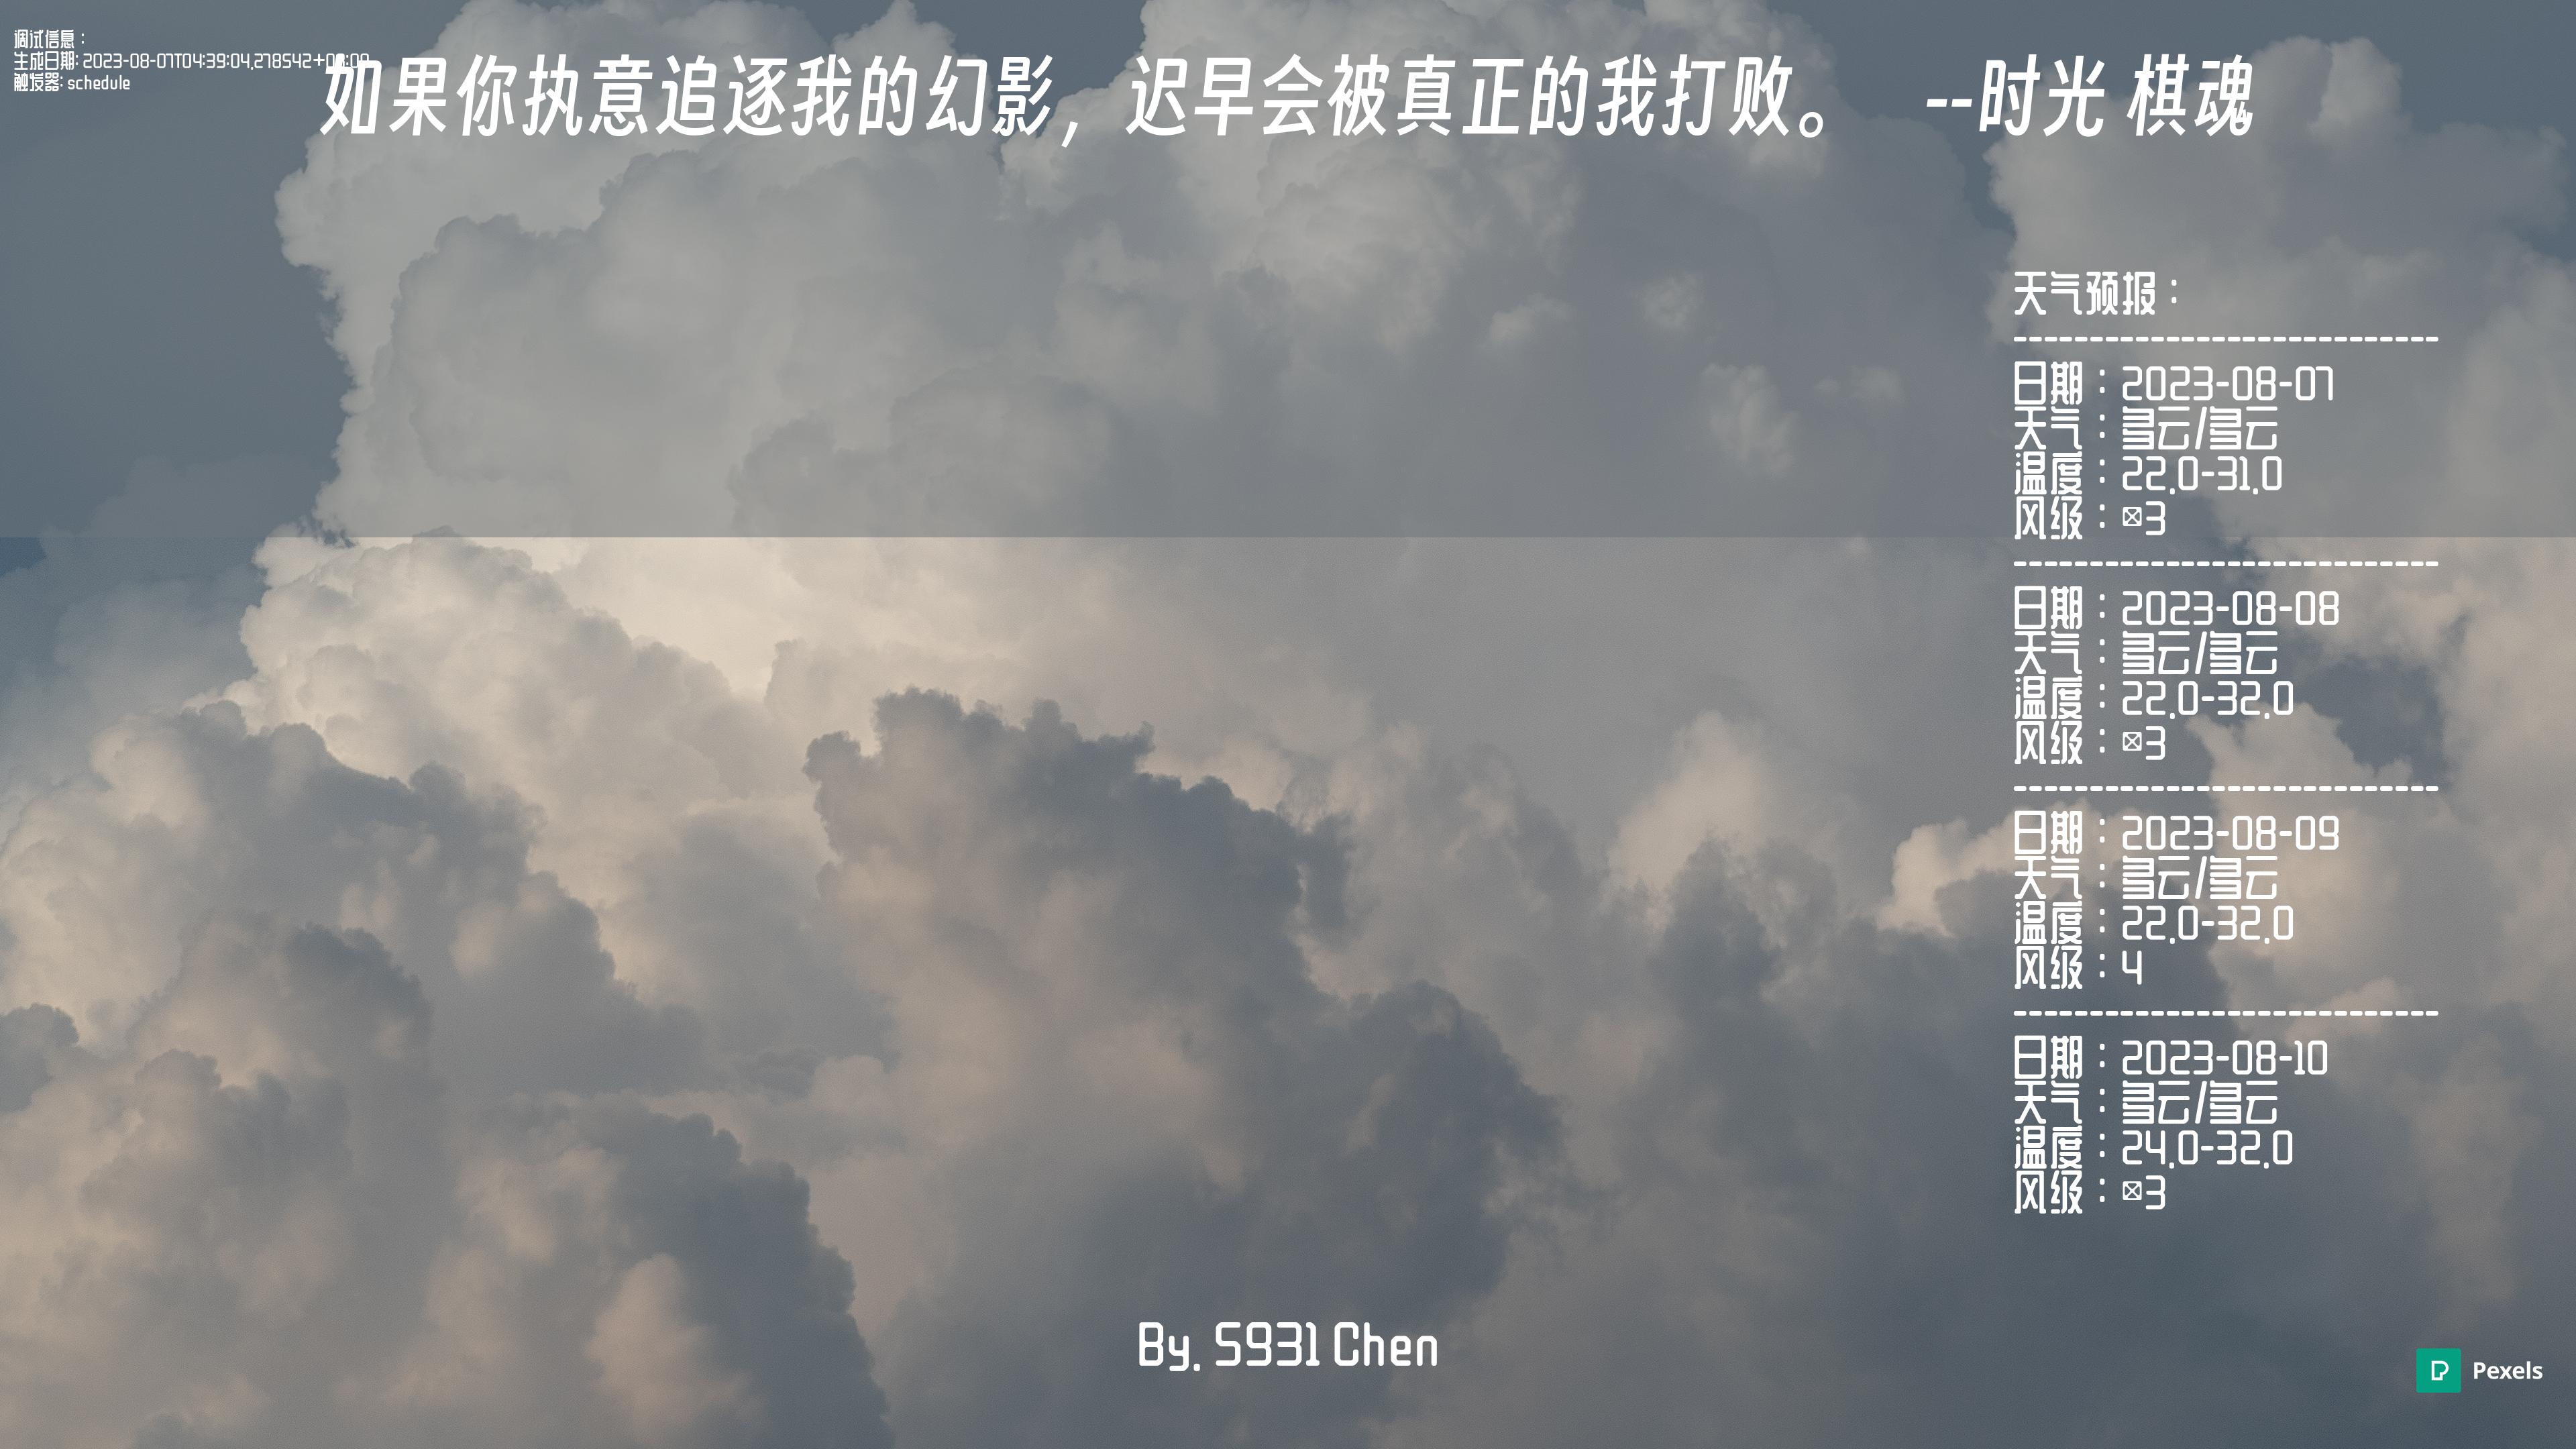 调试信息：
生成日期: 2023-08-07T04:39:04.278542+08:00
触发器: schedule
如果你执意追逐我的幻影，迟早会被真正的我打败。 --时光 棋魂
天气预报：
----------------------------
日期：2023-08-07
天气：多云/多云
温度：22.0-31.0
风级：3
----------------------------
日期：2023-08-08
天气：多云/多云
温度：22.0-32.0
风级：3
----------------------------
日期：2023-08-09
天气：多云/多云
温度：22.0-32.0
风级：4
----------------------------
日期：2023-08-10
天气：多云/多云
温度：24.0-32.0
风级：3
By. S931 Chen
Pexels